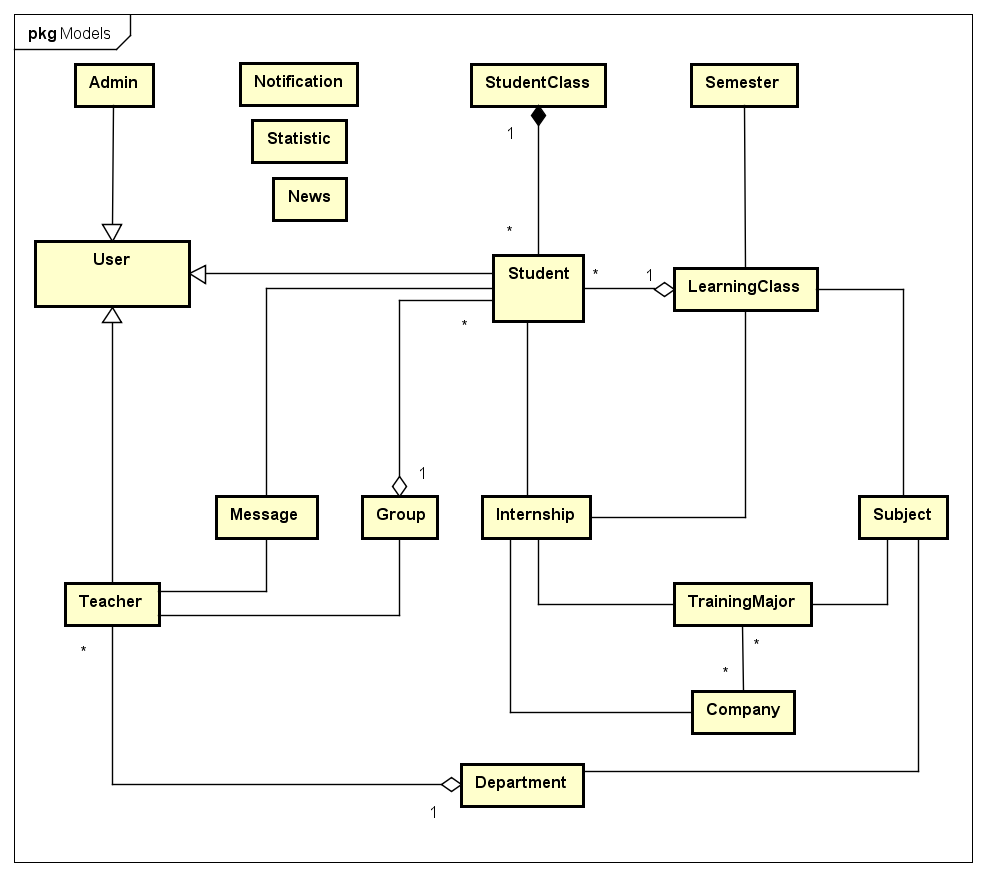 pkg Models
Admin
Notification
StudentClass
Semester
1
Statistic
News
*
User
Student
*
1
LearningClass
*
1
Message
Group
Internship
Subject
Teacher
TrainingMajor
*
*
*
Company
Department
1